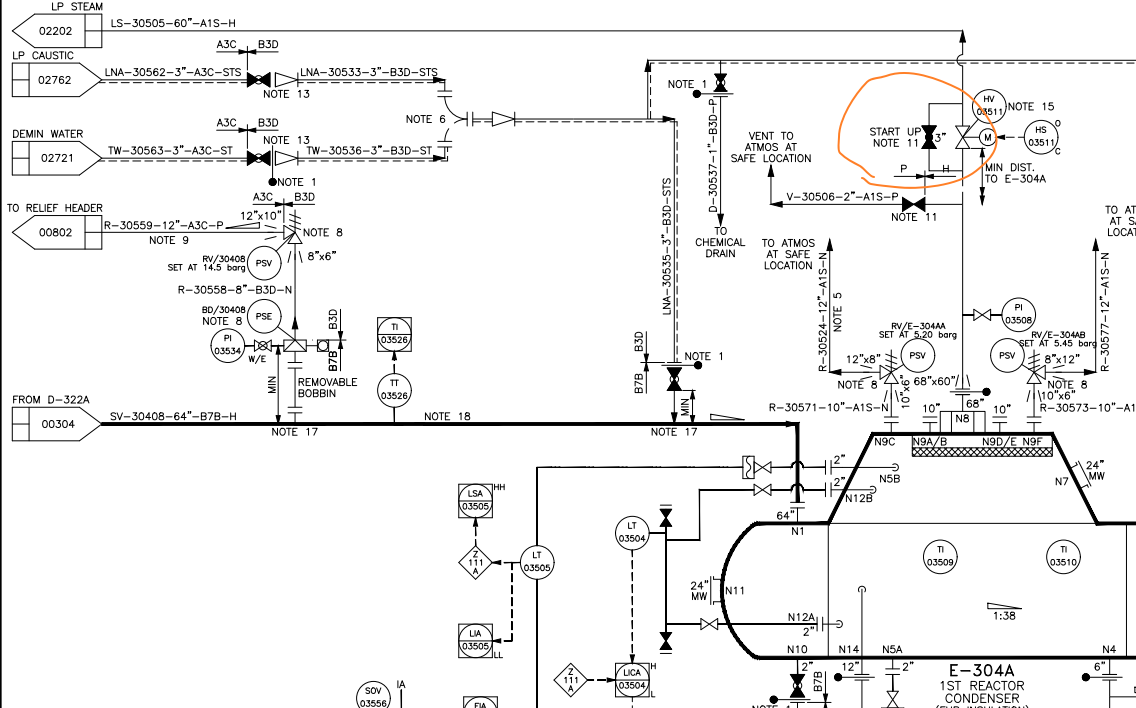 LP STEAM
02202
LS-30505-60"-A1S-H
LP CAUSTIC
02762
A3C B3D
LNA-30562-3"-A3C-STS
LNA-30533-3"-B3D-STS
NOTE 13
NOTE 6
DEMIN WATER
02721
A3C B3D
NOTE 13
TW-30563-3"-A3C-ST
TW-30536-3"-B3D-ST
NOTE 1
TO RELIEF HEADER
00802
A3C B3D
12"x10"
R-30559-12"-A3C-P
NOTE 9
NOTE 8
RV/30408
SET AT 14.5 barg
PSV
8"x6"
R-30558-8"-B3D-N
BD/30408
NOTE 8
PSE
PI
03534
W/E
B3D
B7B
MIN
REMOVABLE
BOBBIN
TI
03526
TT
03526
FROM D-322A
00304
SV-30408-64"-B7B-H
NOTE 17
NOTE 18
NOTE 17
LNA-30535-3"-B3D-STS
B3D
B7B
NOTE 1
MIN
NOTE 1
D-30537-1"-B3D-P
TO
CHEMICAL
DRAIN
VENT TO
ATMOS AT
SAFE LOCATION
START UP
NOTE 11
3"
HV
03511
NOTE 15
M
HS
03511
O
C
MIN DIST.
TO E-304A
P H
V-30506-2"-A1S-P
NOTE 11
TO ATMOS
AT SAFE
LOCATION
R-30524-12"-A1S-N
NOTE 5
TO AT
AT SA
LOCAT
R-30577-12"-A1S-N
PI
03508
RV/E-304AA
SET AT 5.20 barg
PSV
12"x8"
NOTE 8
10"x6"
68"x60"
RV/E-304AB
SET AT 5.45 barg
PSV
8"x12"
NOTE 8
10"x6"
R-30571-10"-A1S-N
10"
68"
N8
10"
R-30573-10"-A1
N9C
N9A/B
N9D/E
N9F
2"
N5B
2"
N12B
N7
24"
MW
LSA
03505
HH
Z
111
A
LT
03505
LIA
03505
LL
LT
03504
64"
N1
24"
MW
N11
TI
03509
TI
03510
1:38
N12A
2"
N10
N14
N5A
N4
Z
111
A
LICA
03504
H
L
2"
B7B
12"
2"
6"
E-304A
1ST REACTOR
CONDENSER
SOV
03556
IA